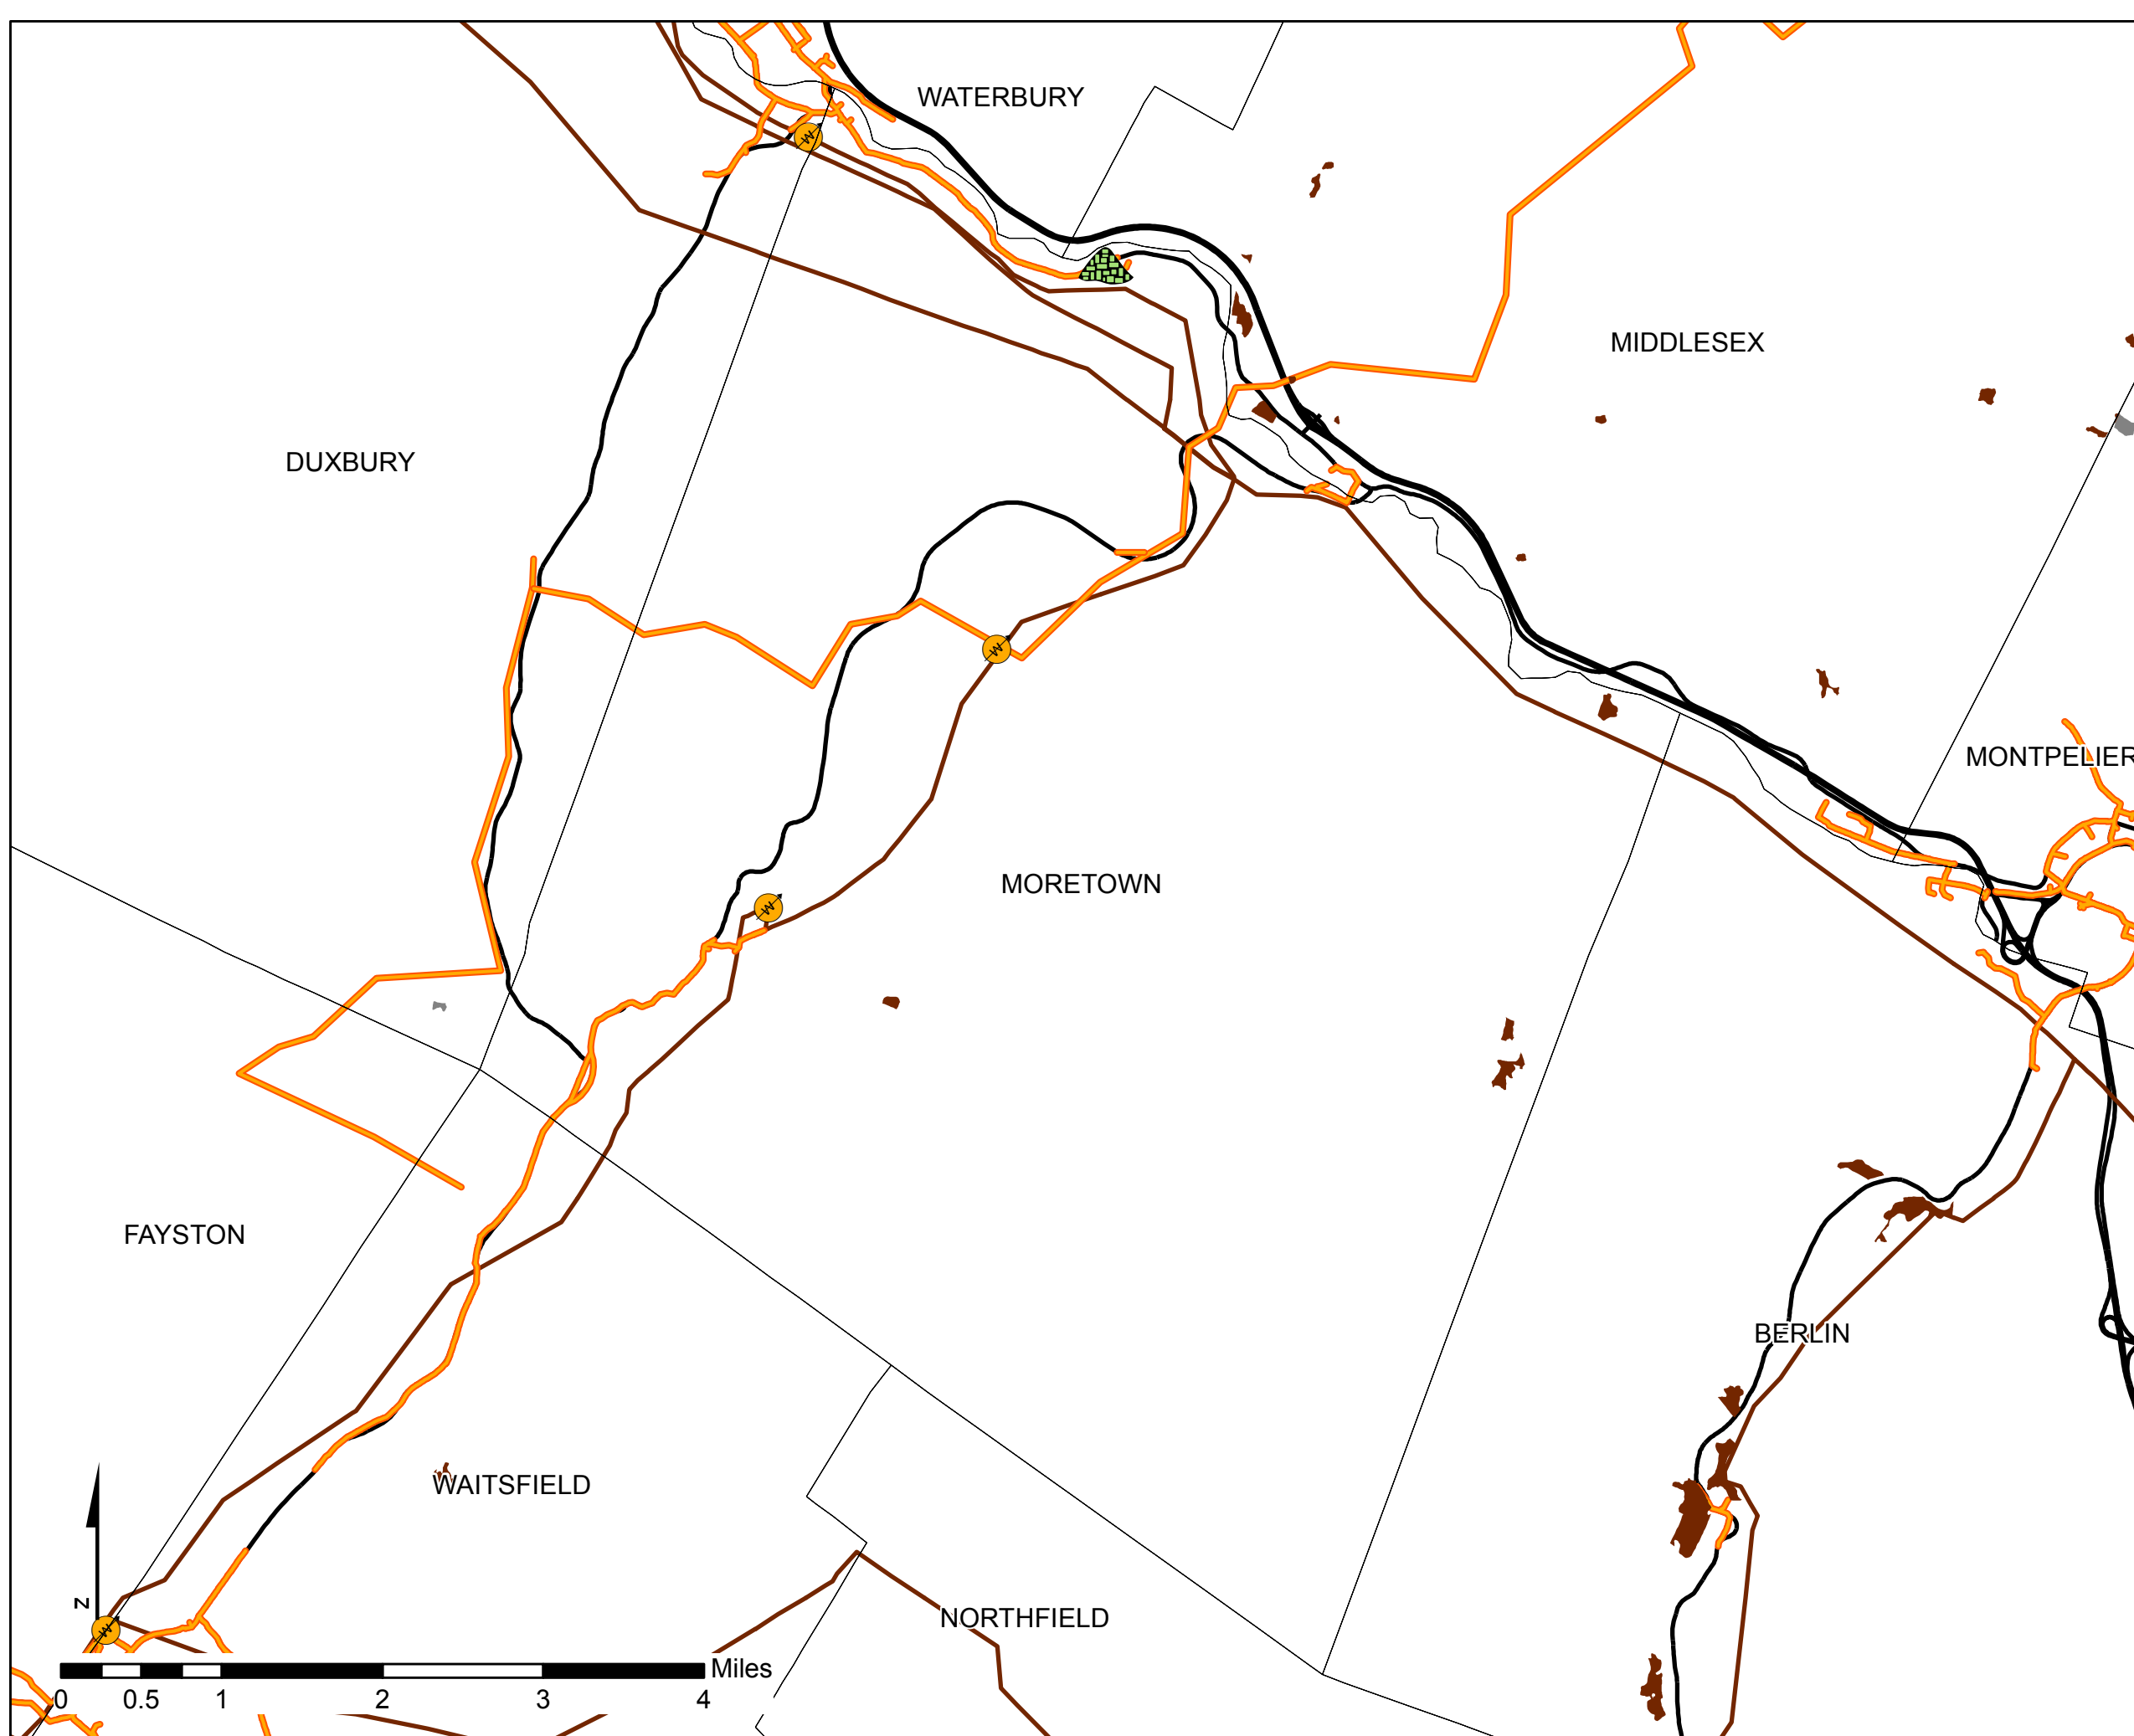 WATERBURY
W
MIDDLESEX
DUXBURY
W
MONTPELIER
MORETOWN
W
FAYSTON
BERLIN
WAITSFIELD
N
NORTHFIELD
W
Miles
0 0.5 1 2 3 4